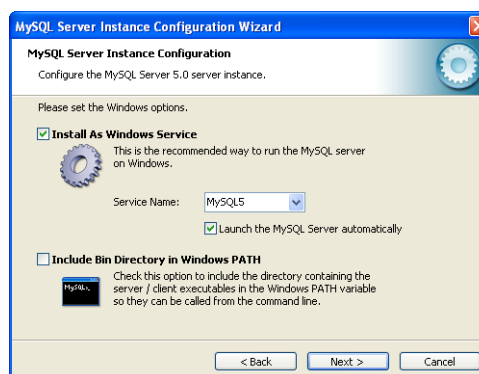 MySQL Server Instance Configuration Wizard
MySQL Server Instance Configuration
Configure the MySQL Server 5.0 server instance.
Please set the Windows options.
Install As Windows Service
This is the recommended way to run the MySQL server
on Windows.
Service Name: MySQL5
Launch the MySQL Server automatically
Include Bin Directory in Windows PATH
Check this option to include the directory containing the
server / client executables in the Windows PATH variable
so they can be called from the command line.
< Back Next > Cancel